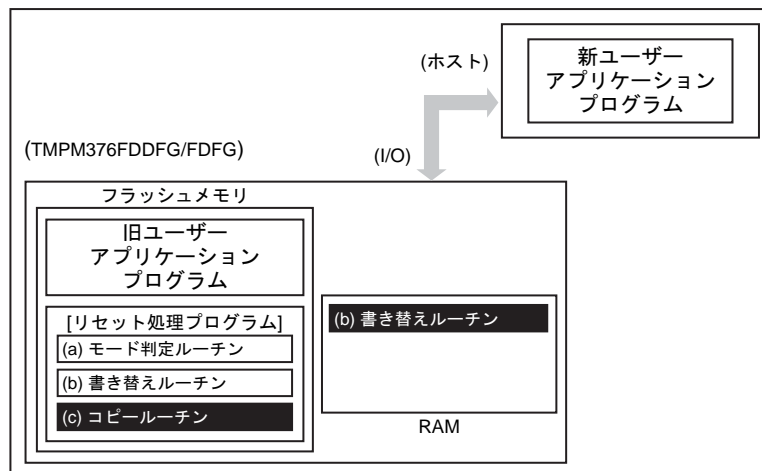 (ホスト)
新ユーザー
アプリケーション
プログラム
(TMPM376FDDFG/FDFG)
(I/O)
フラッシュメモリ
旧ユーザー
アプリケーション
プログラム
[リセット処理プログラム]
(a) モード判定ルーチン
(b) 書き替えルーチン
(c) コピールーチン
(b) 書き替えルーチン
RAM